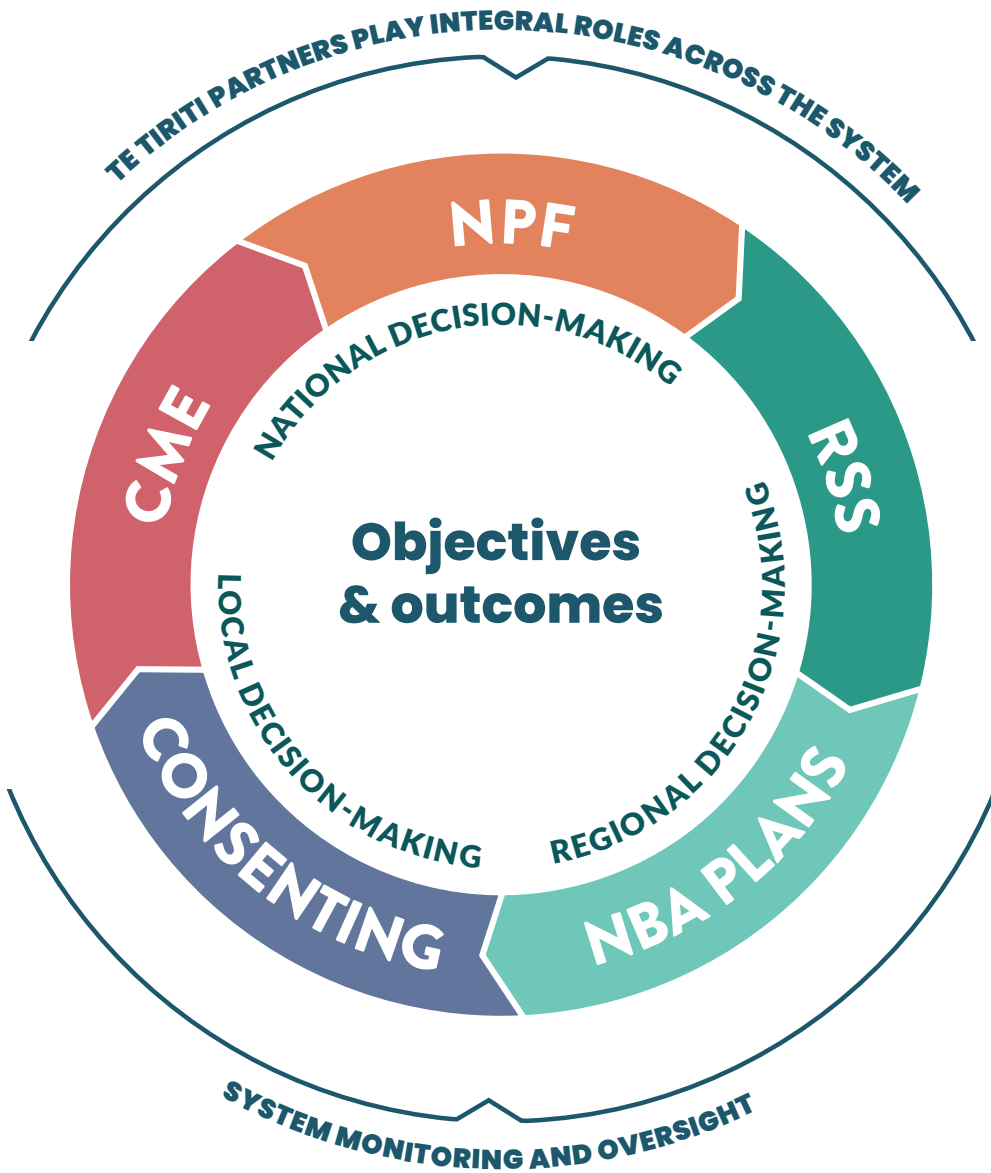 TE TIRITI PARTNERS PLAY INTEGRAL ROLES ACROSS THE SYSTEM
NPF
NATIONAL DECISION-MAKING
CME
RSS
Objectives
& outcomes
LOCAL DECISION-MAKING
REGIONAL DECISION-MAKING
CONSENTING
NBA PLANS
SYSTEM MONITORING AND OVERSIGHT